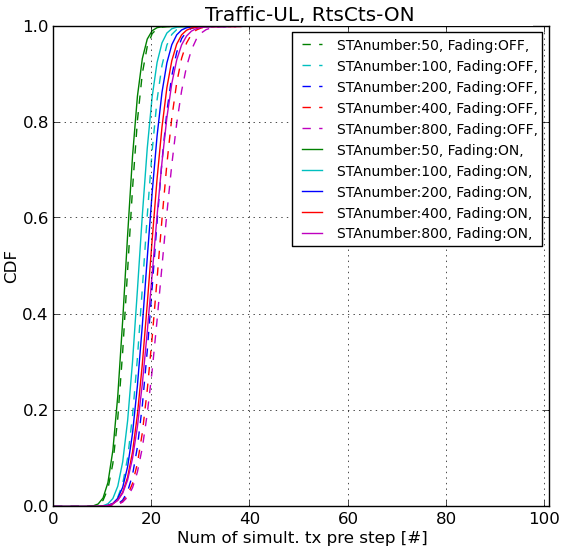 Traffic-UL, RtsCts-ON
1.0
0.8
0.6
0.4
0.2
0.0
CDF
STAnumber:50, Fading:OFF,
STAnumber:100, Fading:OFF,
STAnumber:200, Fading:OFF,
STAnumber:400, Fading:OFF,
STAnumber:800, Fading:OFF,
STAnumber:50, Fading:ON,
STAnumber:100, Fading:ON,
STAnumber:200, Fading:ON,
STAnumber:400, Fading:ON,
STAnumber:800, Fading:ON,
0 20 40 60 80 100
Num of simult. tx pre step [#]